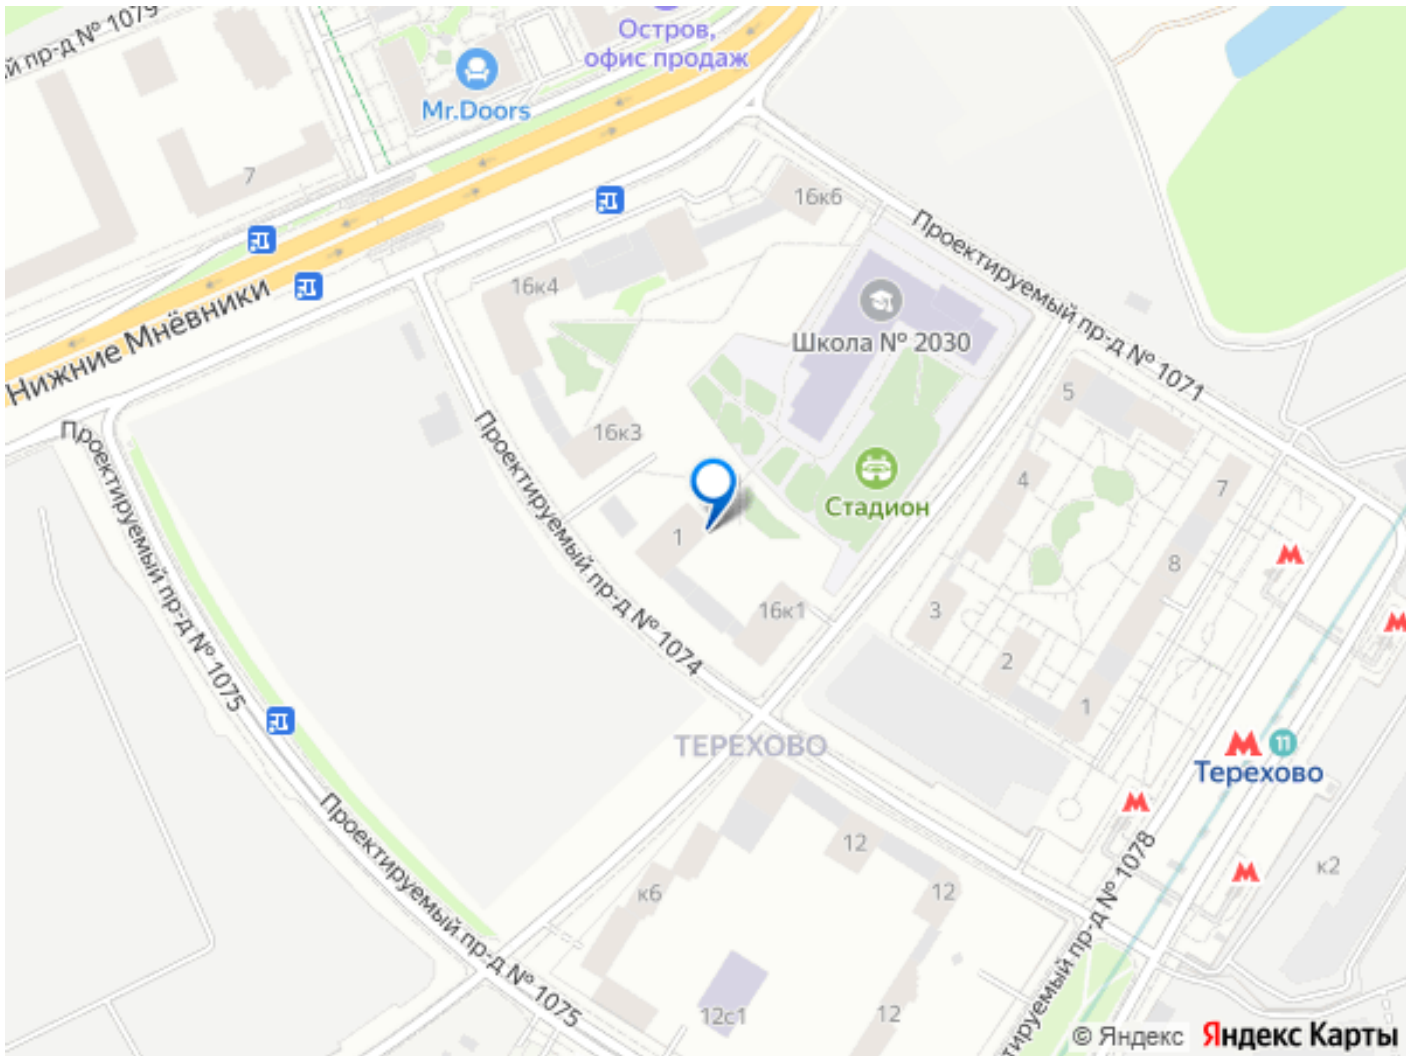 й пр-д № 1079
Остров,
офис продаж
Mr.Doors
7
16к6
Проектируемый пр-д № 1071
16к4
Нижние Мнёвники
Школа № 2030
5
16к3
Проектируемый пр-д № 1074
Проектируемый пр-д № 1075
4
7
Стадион
1
8
16к1
3
2
1
ТЕРЕХОВО
11
Терехово
Проектируемый пр-д № 1075
12
к6
12
к2
тируемый пр-д № 1078
12с1
12
© Яндекс
Яндекс Карты